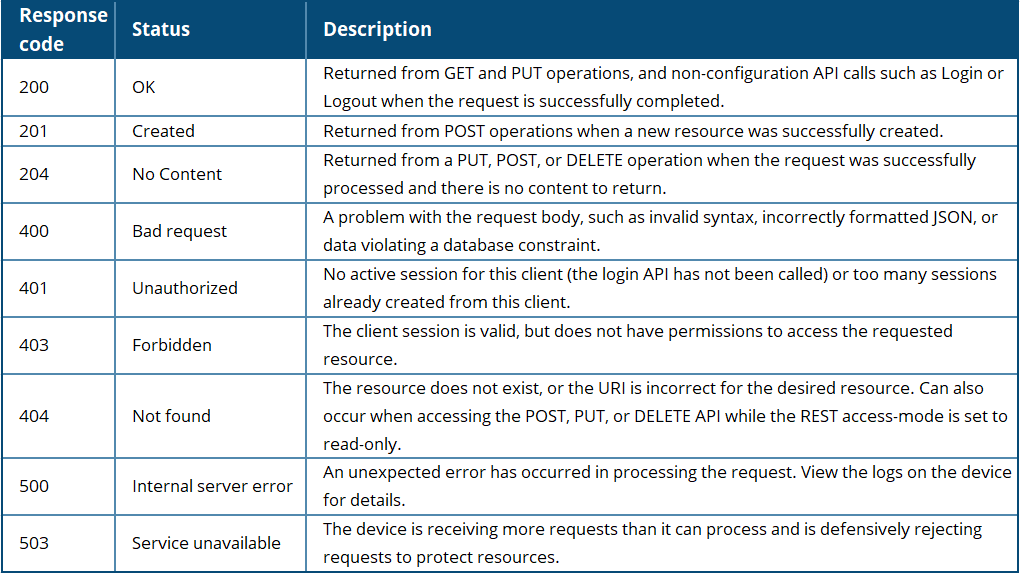 Response code
Status
Description
200
OK
Returned from GET and PUT operations, and non-configuration API calls such as Login or
Logout when the request is successfully completed.
201
Created
Returned from POST operations when a new resource was successfully created.
204
No Content
Returned from a PUT, POST, or DELETE operation when the request was successfully
processed and there is no content to return.
400
Bad request
A problem with the request body, such as invalid syntax, incorrectly formatted JSON, or
data violating a database constraint.
401
Unauthorized
No active session for this client (the login API has not been called) or too many sessions
already created from this client.
403
Forbidden
The client session is valid, but does not have permissions to access the requested
resource.
404
Not found
The resource does not exist, or the URI is incorrect for the desired resource. Can also
occur when accessing the POST, PUT, or DELETE API while the REST access-mode is set to
read-only.
500
Internal server error
An unexpected error has occurred in processing the request. View the logs on the device
for details.
503
Service unavailable
The device is receiving more requests than it can process and is defensively rejecting
requests to protect resources.